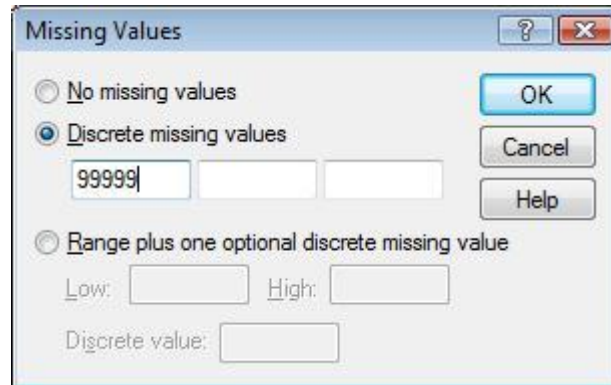 Missing Values
No missing values
OK
Discrete missing values
Cancel
99999
Help
Range plus one optional discrete missing value
Low: High:
Discrete value: